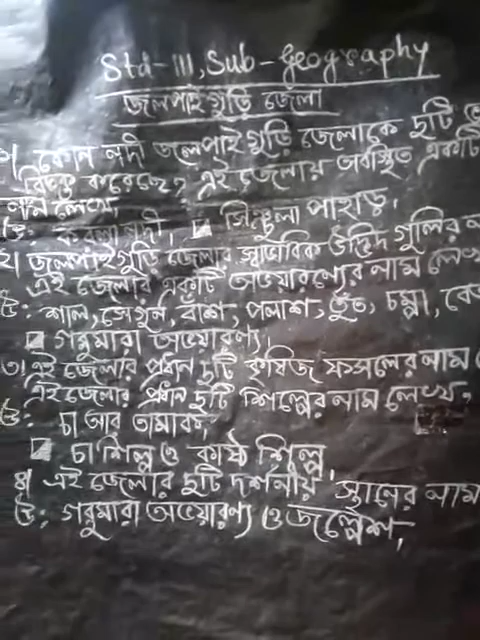 Std-III, Sub-Geography
জলপাইগুড়ি জেলা
১। কোন নদী জলপাইগুড়ি জেলাকে দুটি
বিভক্ত করেছে? এই জেলায় অবস্থিত একটি
নাম লেখো,
উঃ করলা নদী, সিঞ্চুলা পাহাড়,
২। জলপাইগুড়ি জেলার স্বাভাবিক উদ্ভিদ গুলির
এই জেলার একটি অভয়ারণ্যের নাম লেখ
উঃ শাল, সেগুন, বাঁশ, পলাশ, তুঁত, চম্পা, বেত
গরুমারা অভয়ারণ্য,
৩। এই জেলার প্রধান দুটি কৃষিজ ফসলের নাম
এই জেলার প্রধান দুটি শিল্পের নাম লেখ,
উঃ চা আর তামাক,
চা শিল্প ও কাষ্ঠ শিল্প,
৪। এই জেলার দুটি দর্শনীয় স্থানের নাম
উঃ গরুমারা অভয়ারণ্য ও জল্পেশ,